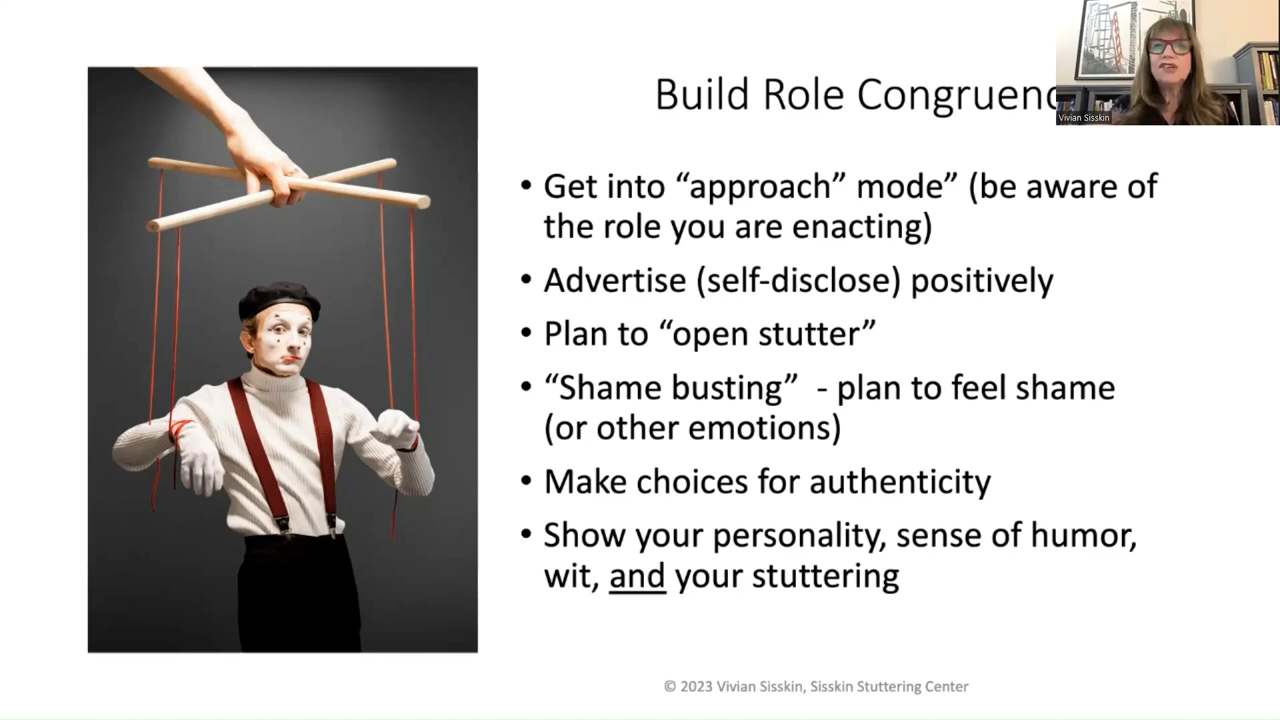 Build Role Congruenc
Vivian Sisskin
• Get into “approach” mode” (be aware of
the role you are enacting)
• Advertise (self-disclose) positively
• Plan to “open stutter”
• “Shame busting”  - plan to feel shame
(or other emotions)
• Make choices for authenticity
• Show your personality, sense of humor,
wit, and your stuttering
© 2023 Vivian Sisskin, Sisskin Stuttering Center